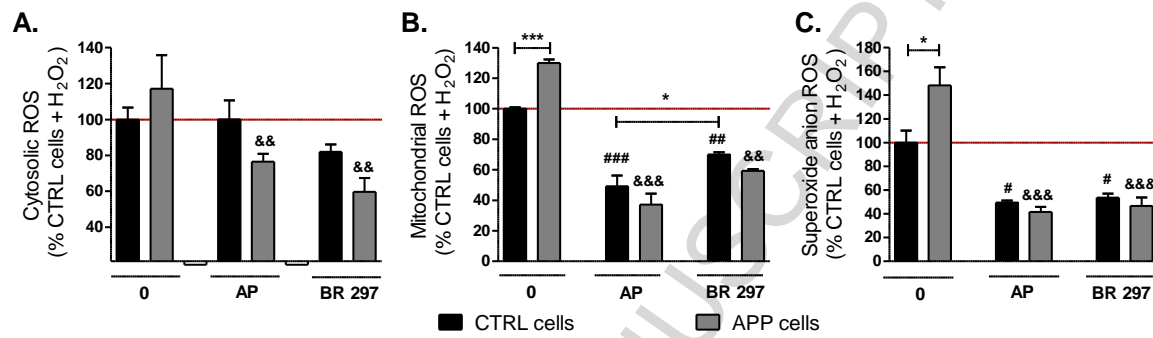 A.
Cytosolic ROS
(% CTRL cells + H2O2)
140
120
100
80
60
40
&&
&&
0
AP
BR 297
B.
Mitochondrial ROS
(% CTRL cells + H2O2)
140
120
100
80
60
40
20
0
***
*
###
&&&
##
&&
0
AP
BR 297
C.
Superoxide anion ROS
(% CTRL cells + H2O2)
180
160
140
120
100
80
60
40
20
0
*
#
&&&
#
&&&
0
AP
BR 297
CTRL cells
APP cells
NUSCRIPT